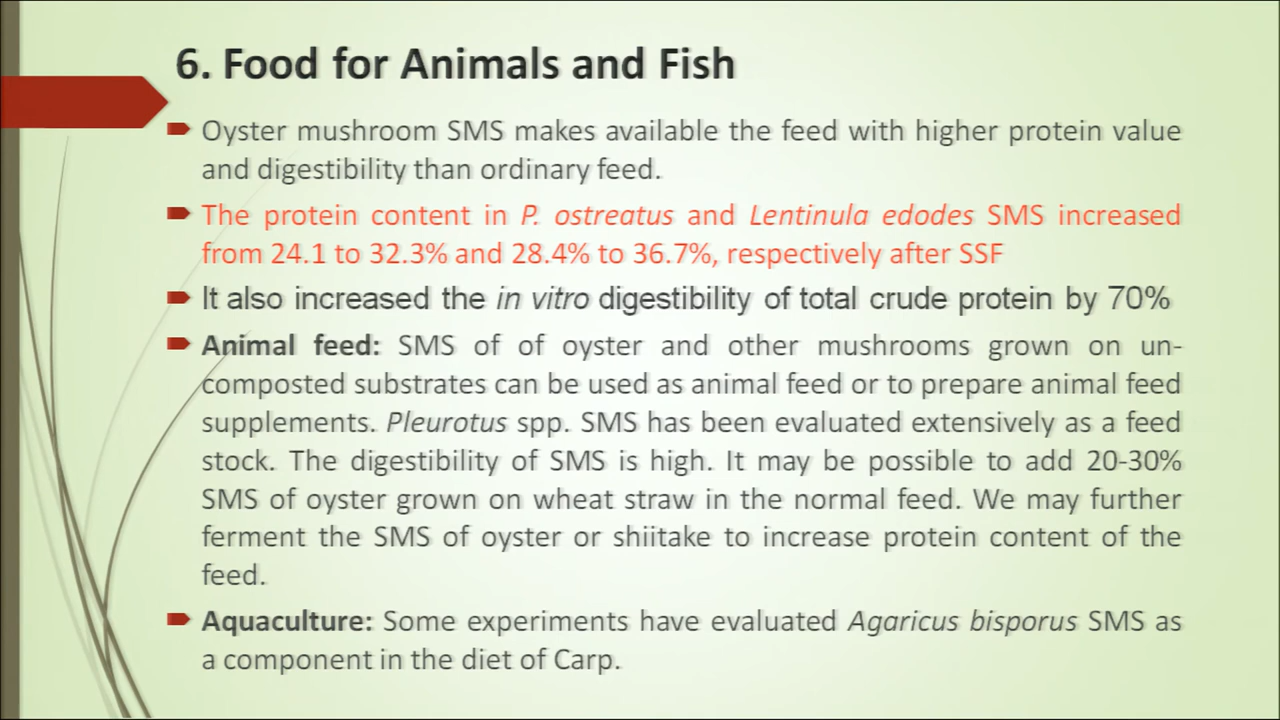 6. Food for Animals and Fish
Oyster mushroom SMS makes available the feed with higher protein value
and digestibility than ordinary feed.
The protein content in P. ostreatus and Lentinula edodes SMS increased
from 24.1 to 32.3% and 28.4% to 36.7%, respectively after SSF
It also increased the in vitro digestibility of total crude protein by 70%
Animal feed: SMS of of oyster and other mushrooms grown on un-
composted substrates can be used as animal feed or to prepare animal feed
supplements. Pleurotus spp. SMS has been evaluated extensively as a feed
stock. The digestibility of SMS is high. It may be possible to add 20-30%
SMS of oyster grown on wheat straw in the normal feed. We may further
ferment the SMS of oyster or shiitake to increase protein content of the
feed.
Aquaculture: Some experiments have evaluated Agaricus bisporus SMS as
a component in the diet of Carp.